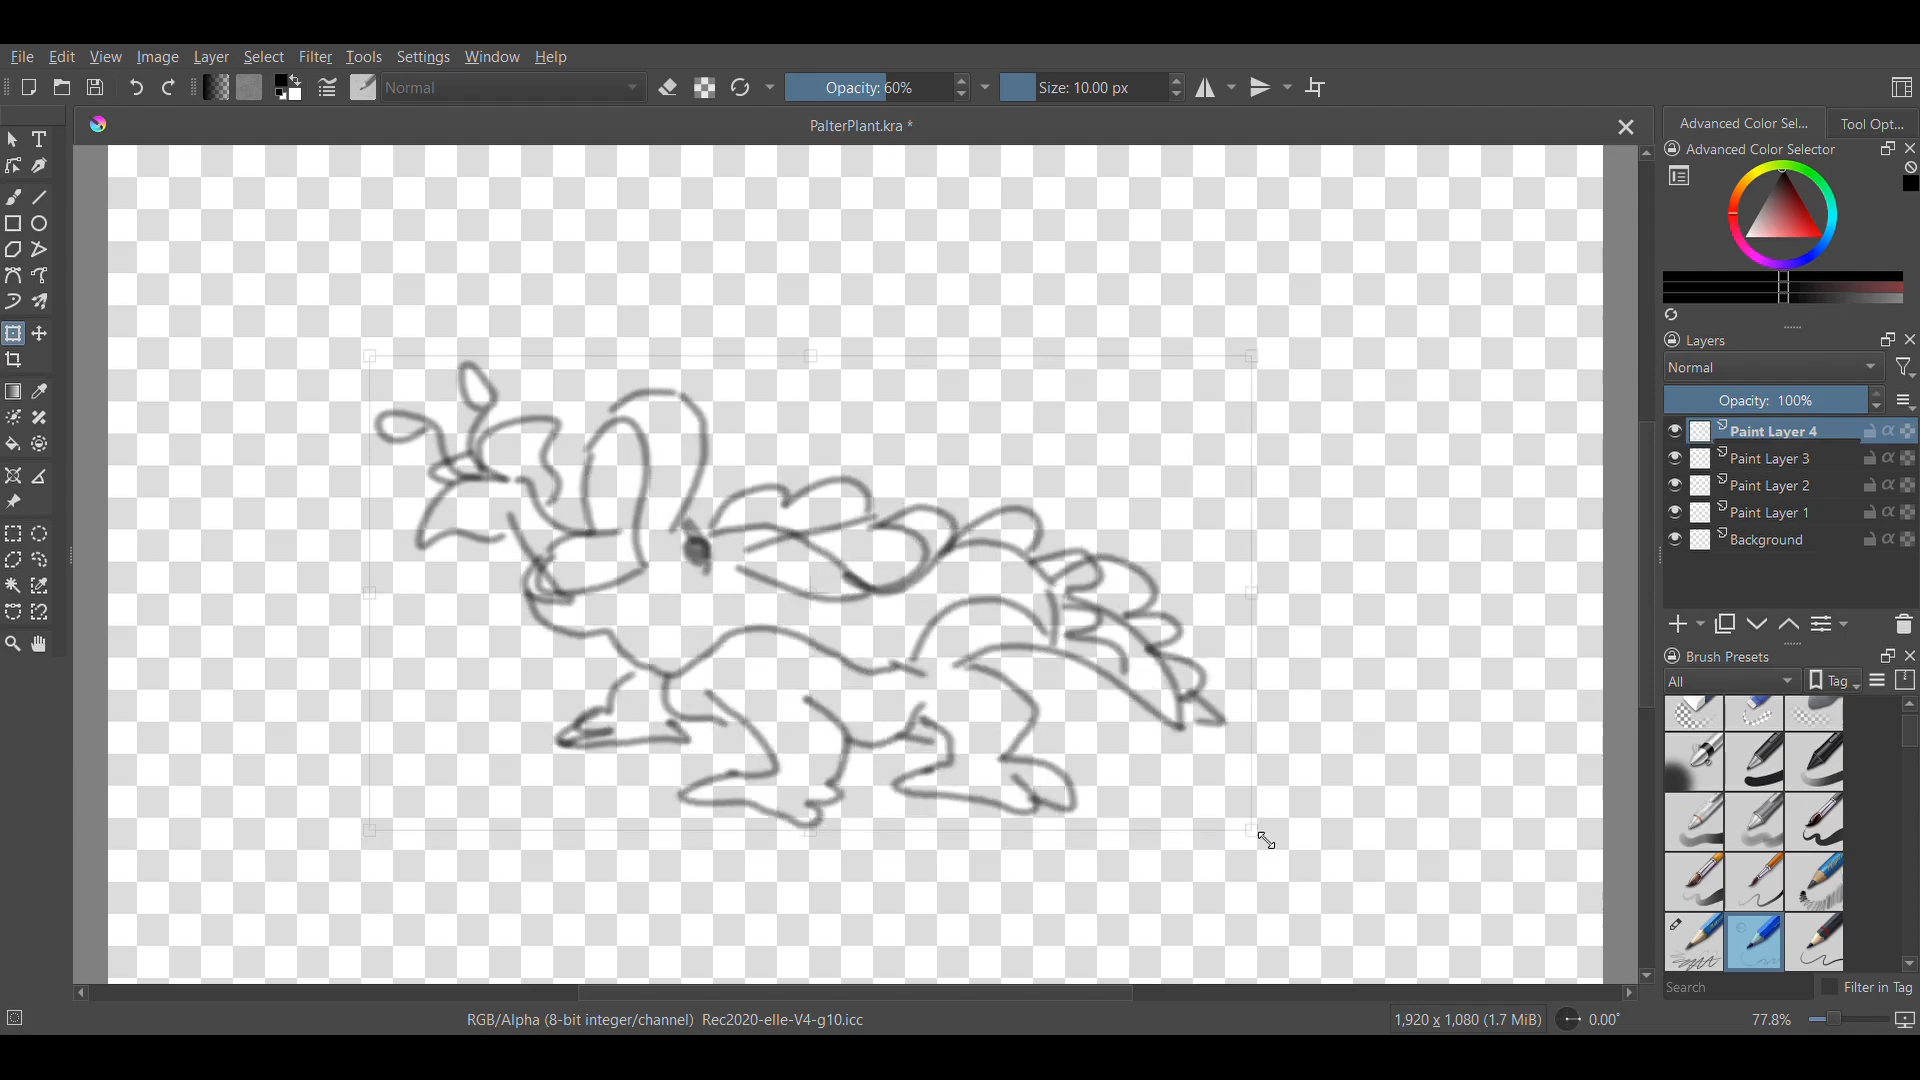 File Edit View Image Layer Select Filter Tools Settings Window Help
Normal
Opacity: 60%
Size: 10.00 px
PalterPlant.kra *
Advanced Color Sel... Tool Opt...
Advanced Color Selector
Layers
Normal
Opacity: 100%
Paint Layer 4
Paint Layer 3
Paint Layer 2
Paint Layer 1
Background
Brush Presets
All
Tag
Search
Filter in Tag
RGB/Alpha (8-bit integer/channel) Rec2020-elle-V4-g10.icc
1,920 x 1,080 (1.7 MiB)
0.00°
77.8%